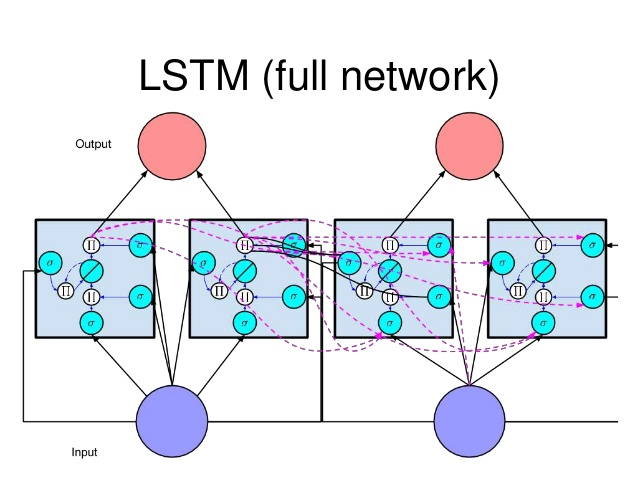 LSTM (full network)
Output
Π σ Π σ Π σ Π σ
σ σ σ σ
Π Π σ Π Π σ Π Π σ Π Π σ
σ σ σ σ
Input